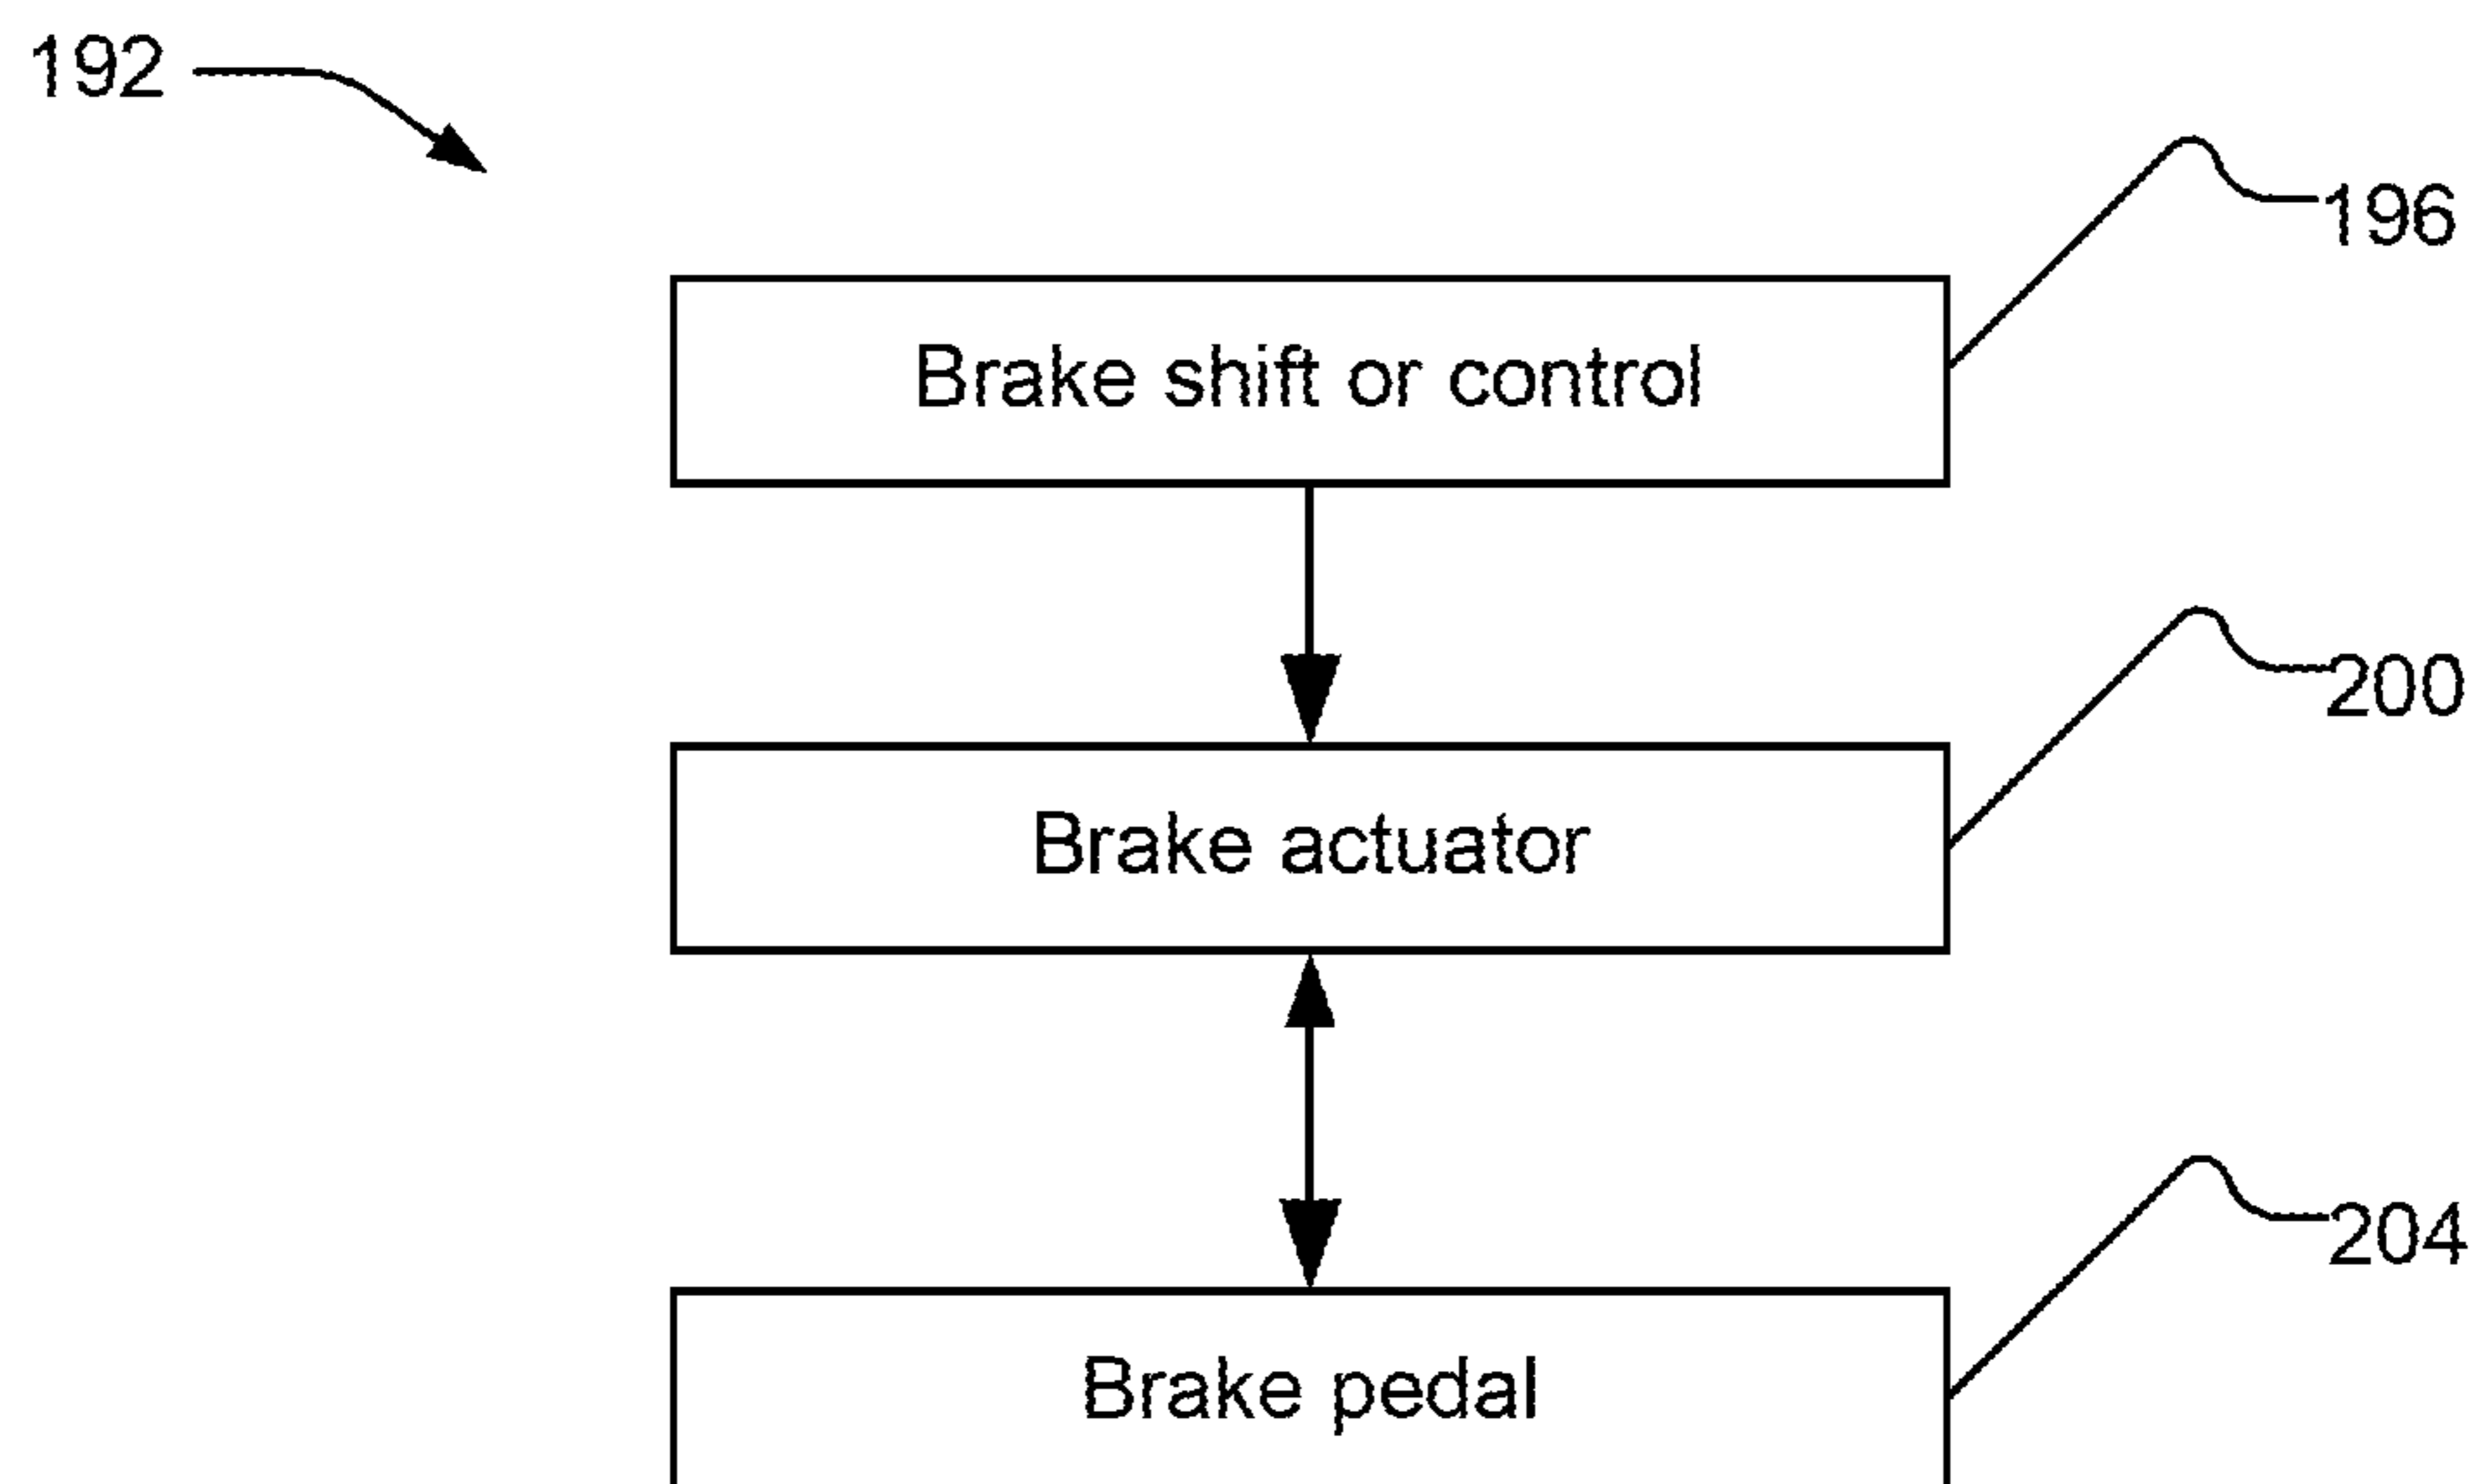 192
196
Brake shift or control
200
Brake actuator
204
Brake pedal